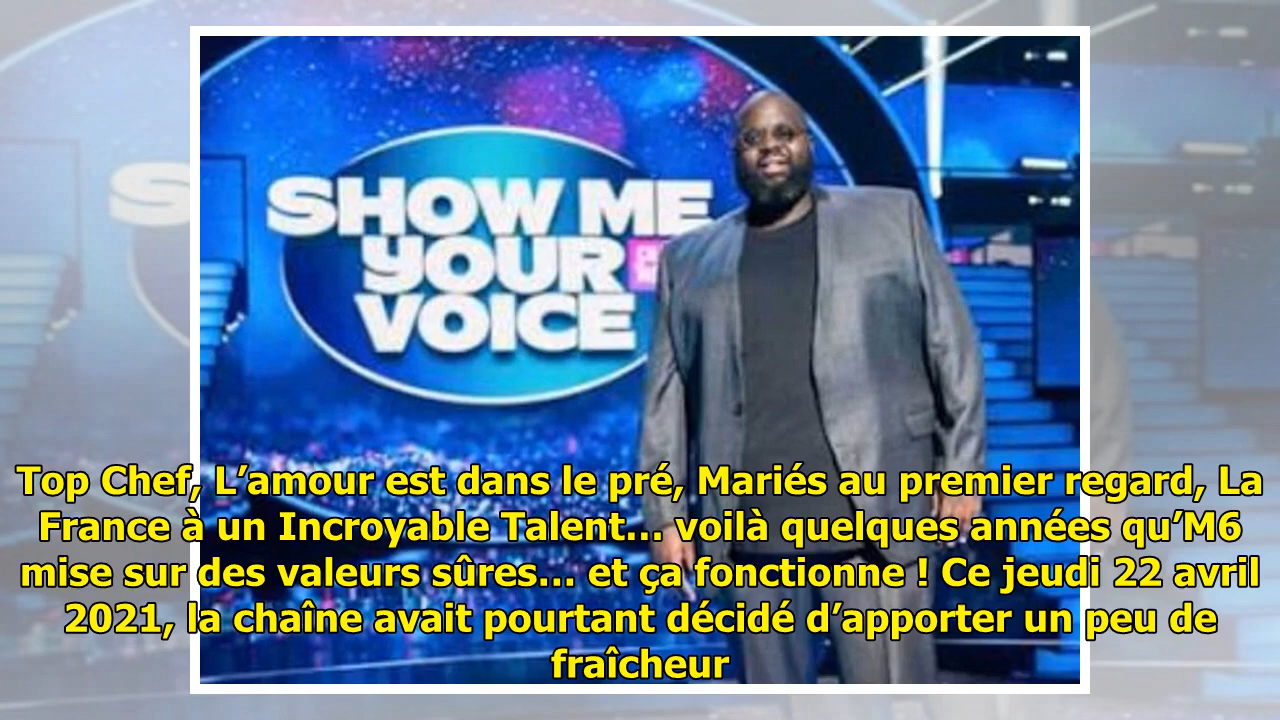 SHOW ME
YOUR
VOICE
Top Chef, L’amour est dans le pré, Mariés au premier regard, La
France à un Incroyable Talent... voilà quelques années qu’M6
mise sur des valeurs sûres... et ça fonctionne ! Ce jeudi 22 avril
2021, la chaîne avait pourtant décidé d’apporter un peu de
fraîcheur